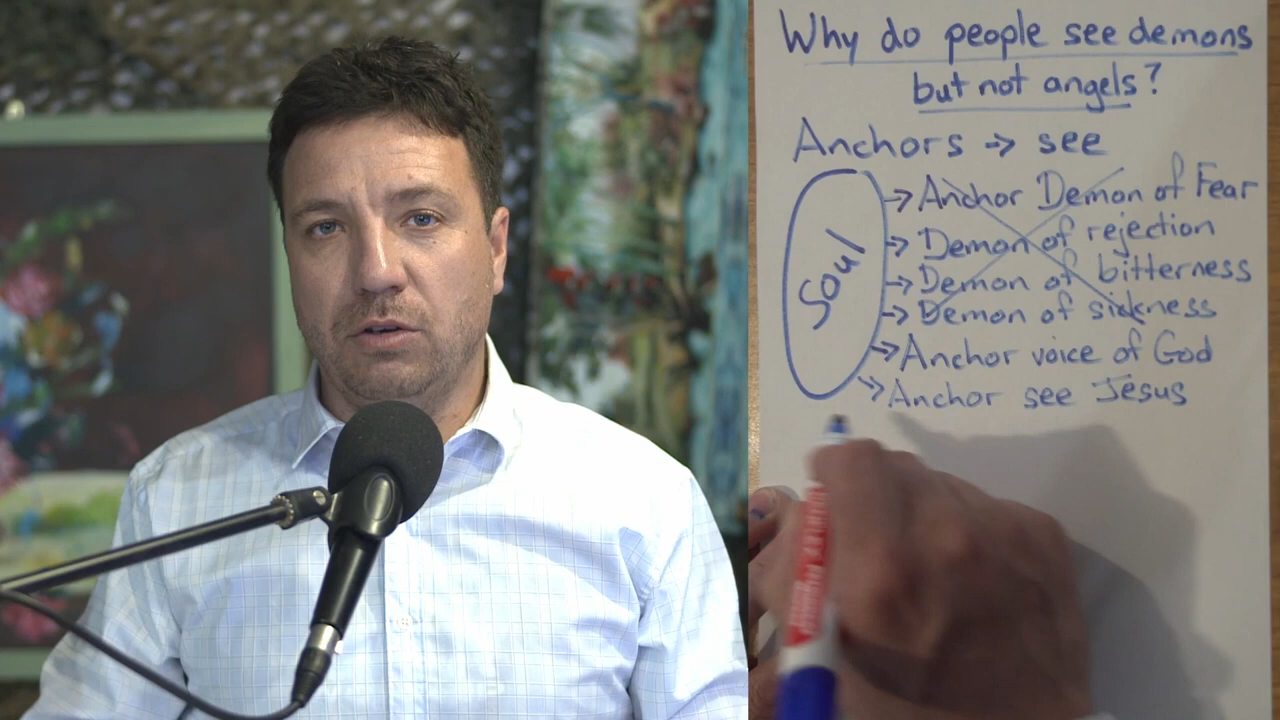 Why do people see demons
but not angels?
Anchors → see
Soul
→ Anchor Demon of Fear
→ Demon of rejection
→ Demon of bitterness
→ Demon of sickness
→ Anchor voice of God
→ Anchor see Jesus